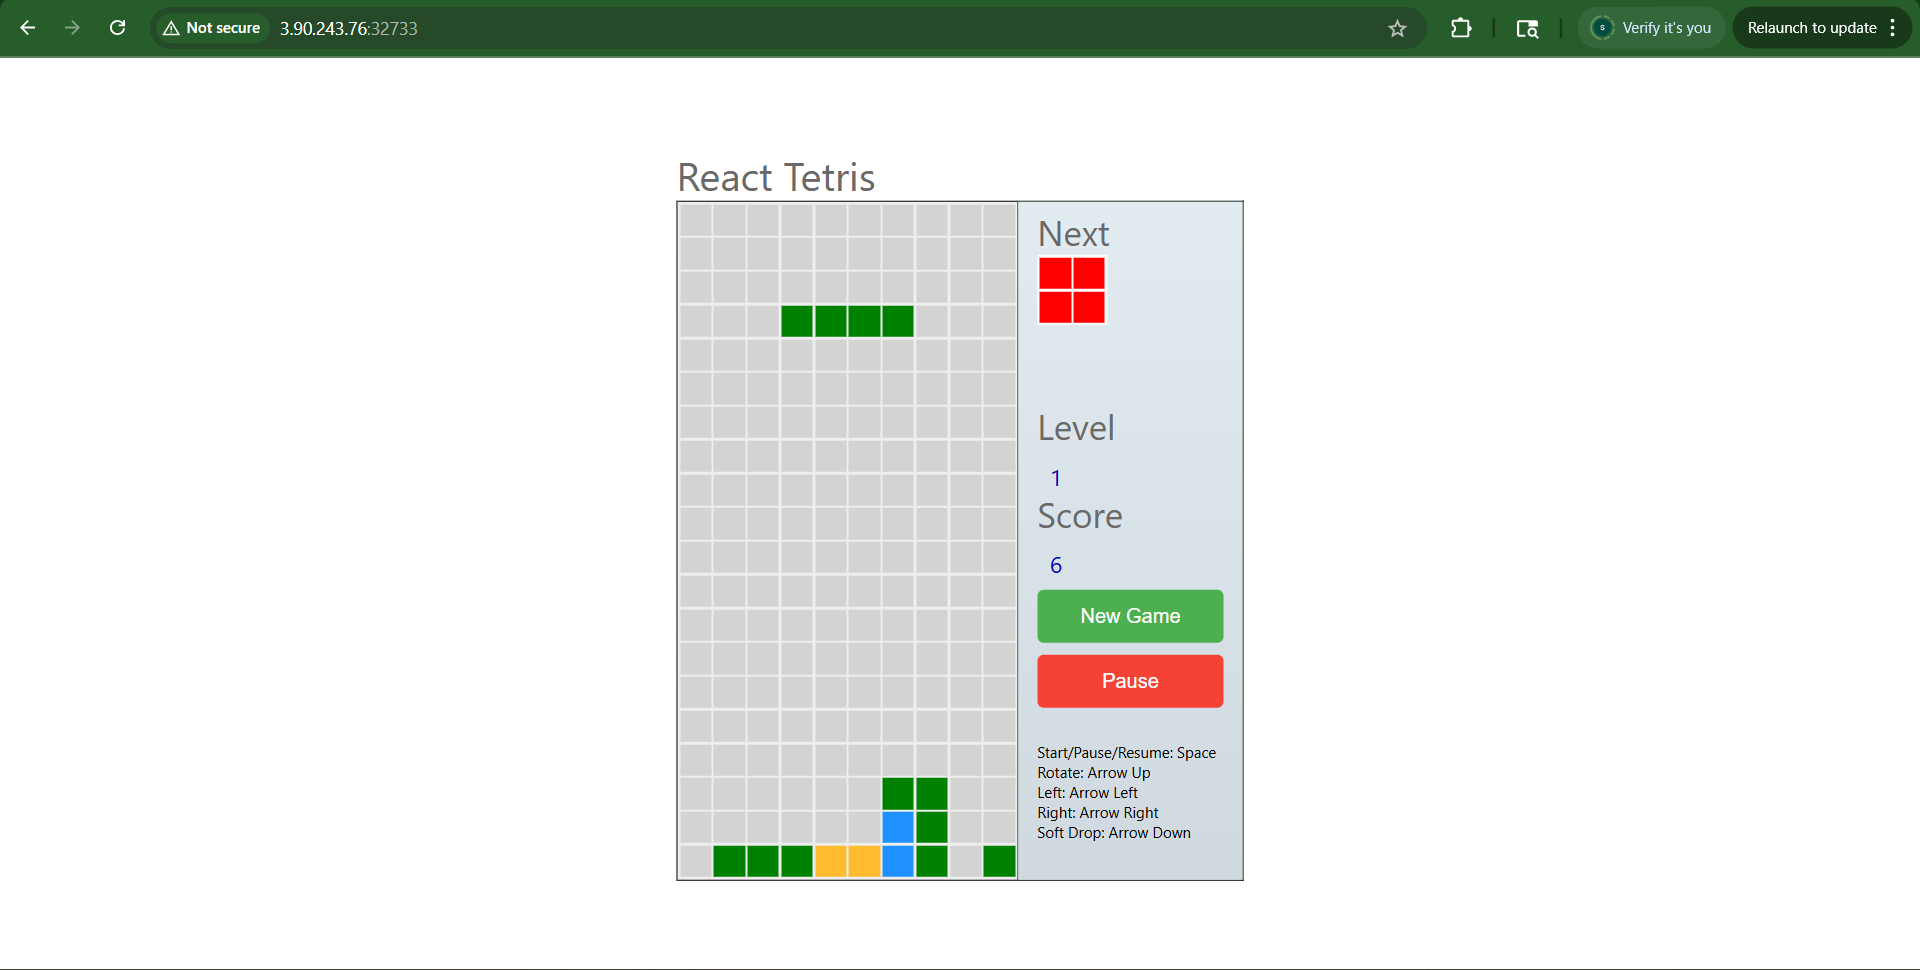 Not secure 3.90.243.76:32733 s Verify it's you Relaunch to update
React Tetris
Next
Level
1
Score
6
New Game
Pause
Start/Pause/Resume: Space
Rotate: Arrow Up
Left: Arrow Left
Right: Arrow Right
Soft Drop: Arrow Down